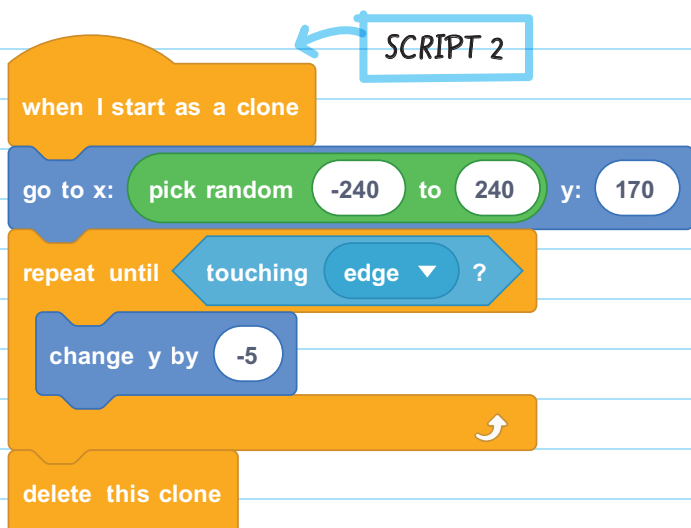 SCRIPT 2
when I start as a clone
go to x: pick random -240 to 240 y: 170
repeat until touching edge ?
change y by -5
delete this clone